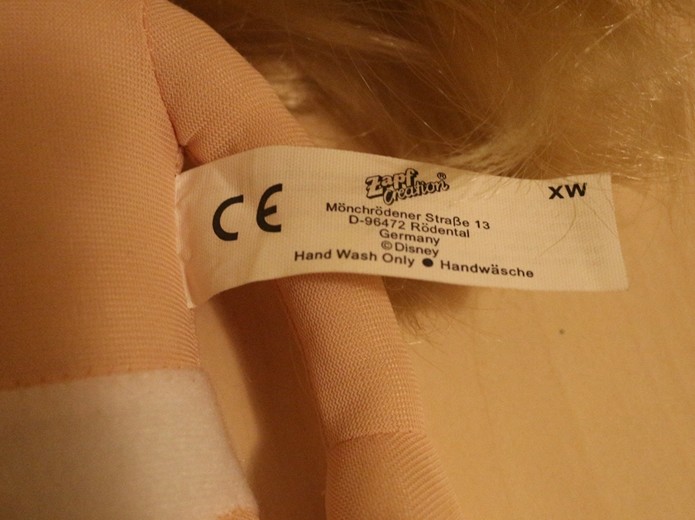 CE
Zapf
Creation®
XW
Mönchrödener Straße 13
D-96472 Rödental
Germany
©Disney
Hand Wash Only ● Handwäsche